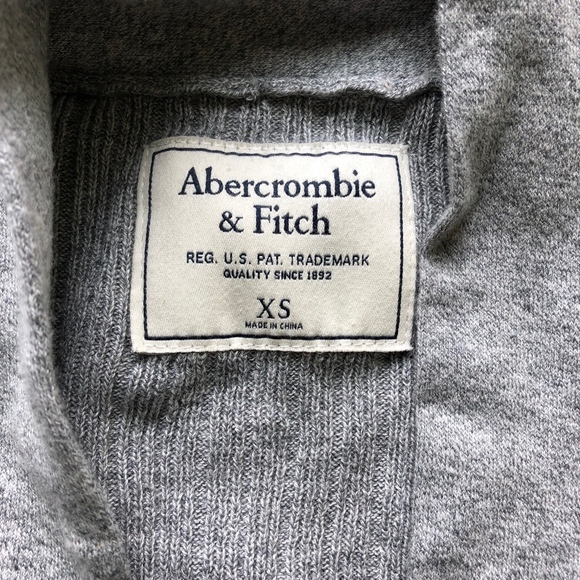 Abercrombie
& Fitch
REG. U.S. PAT. TRADEMARK
QUALITY SINCE 1892
XS
MADE IN CHINA